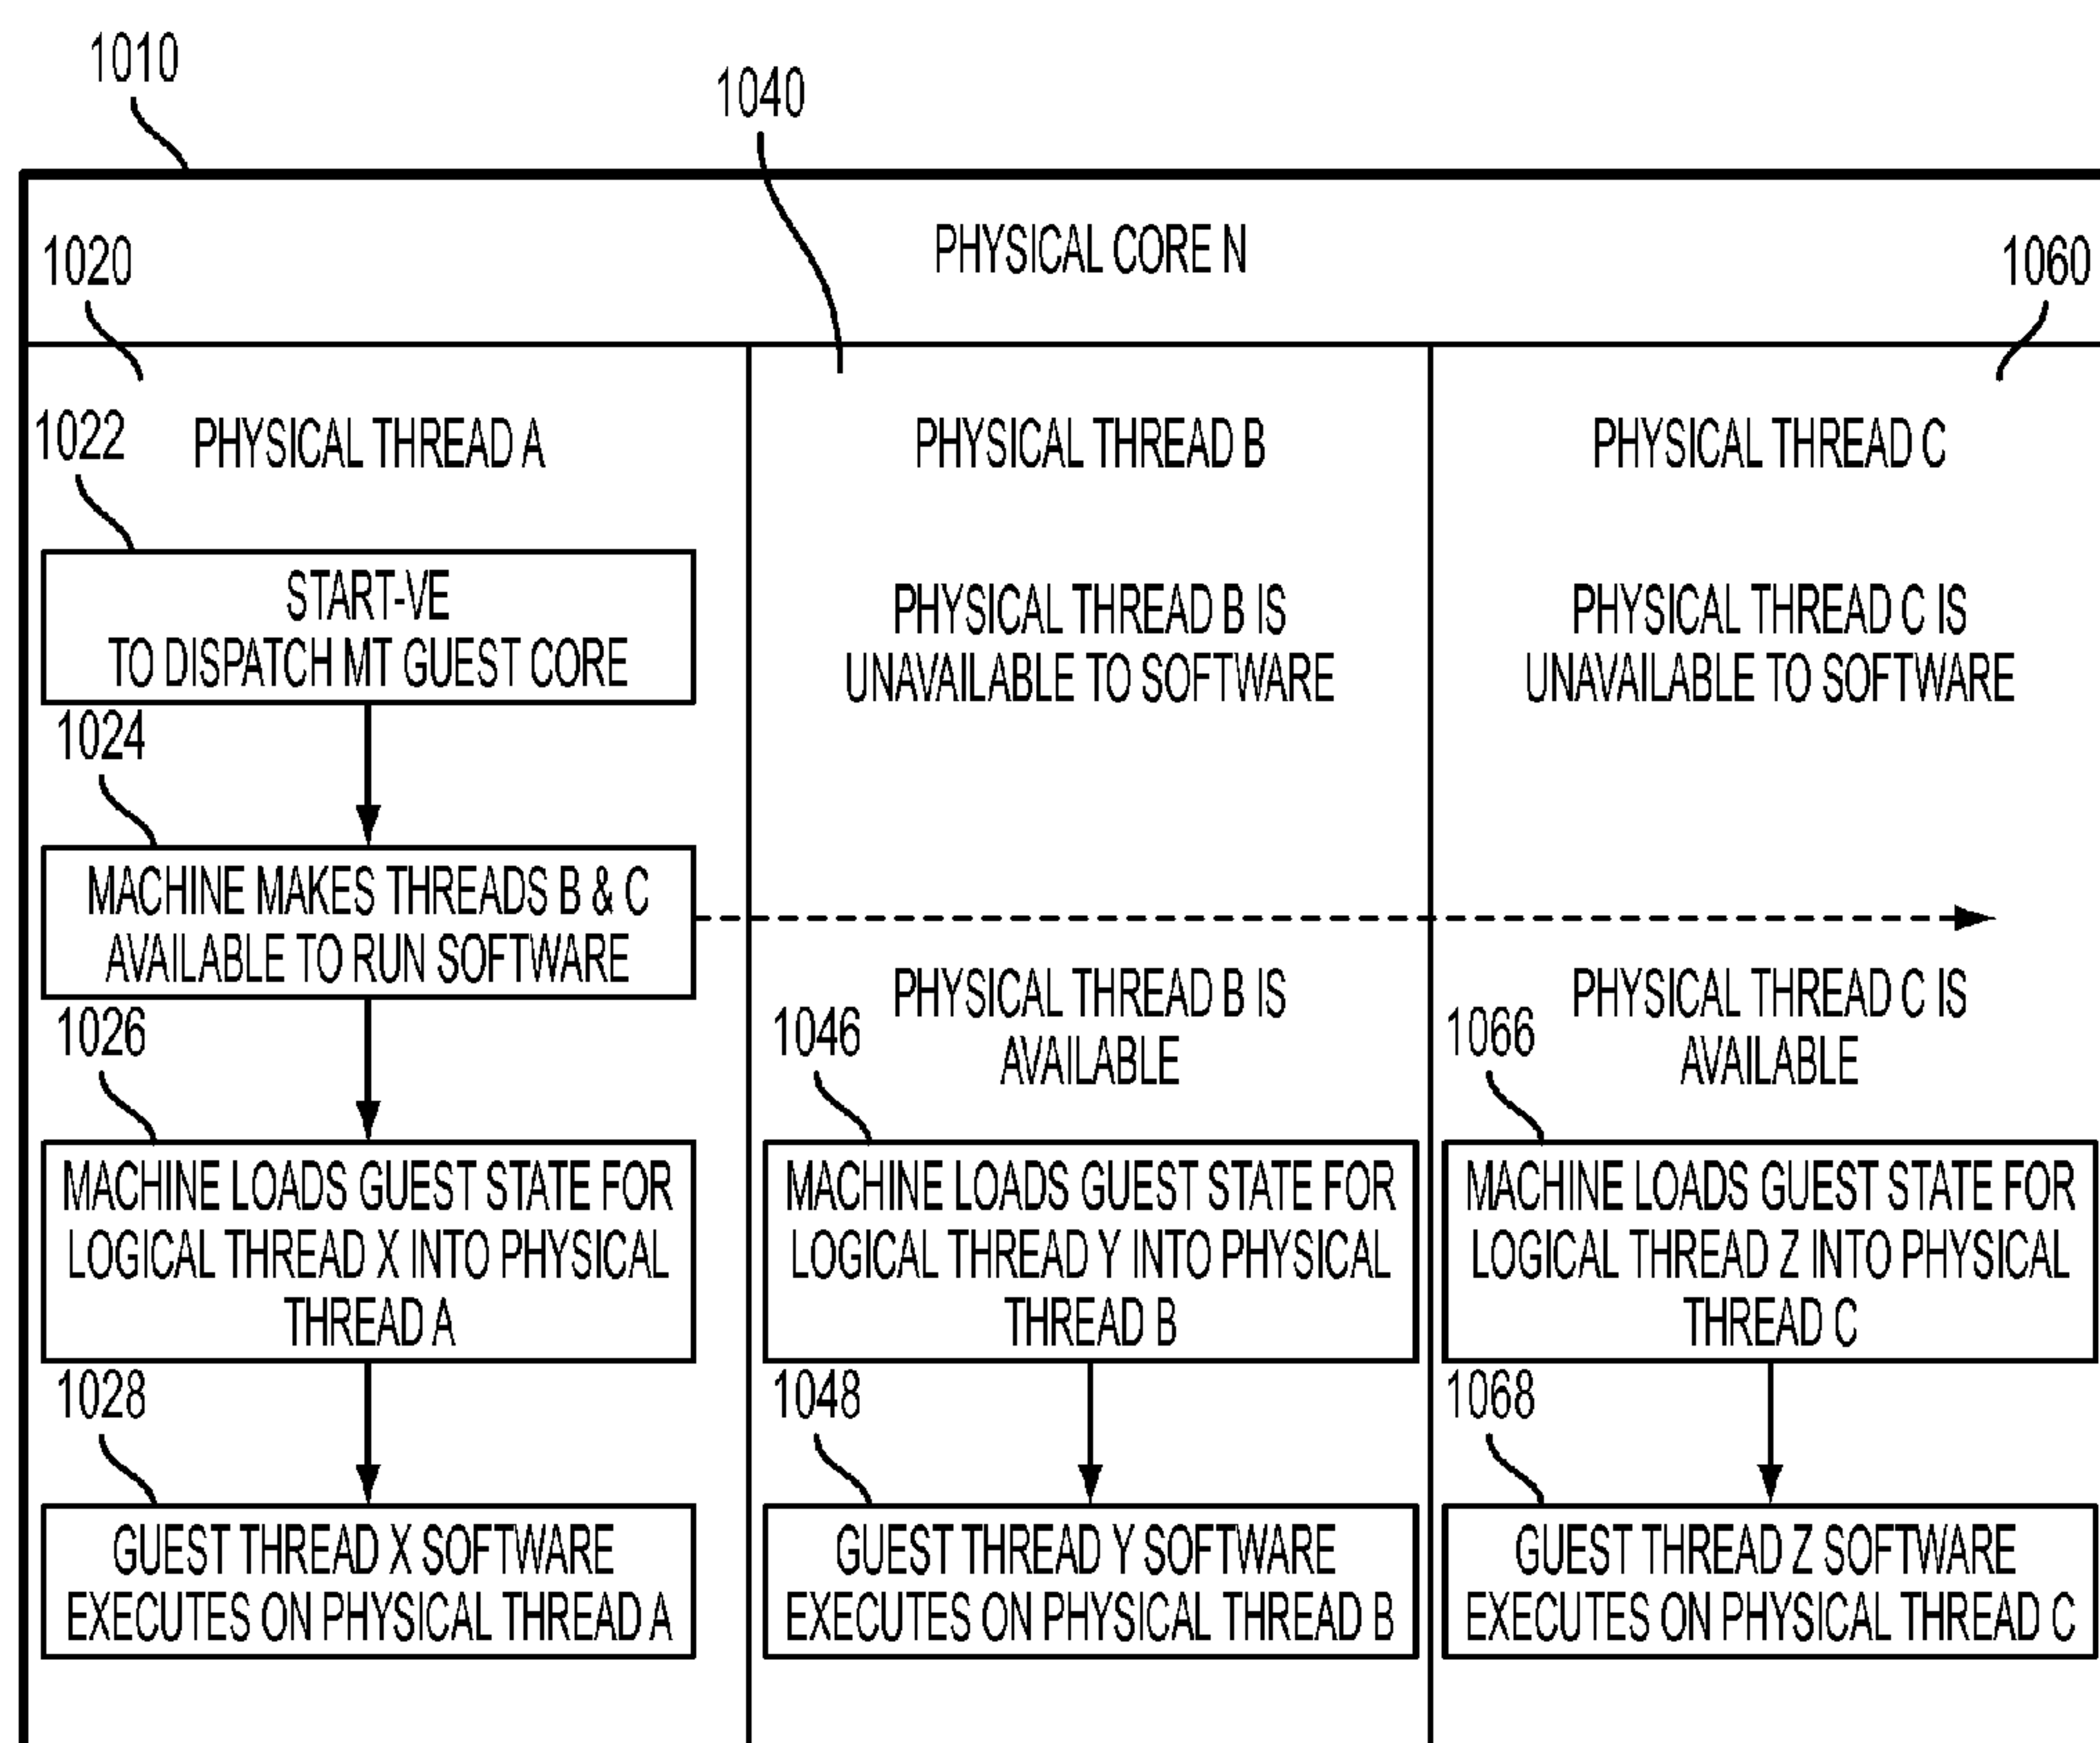 1010
1040
PHYSICAL CORE N
1020
1060
1022
PHYSICAL THREAD A
PHYSICAL THREAD B
PHYSICAL THREAD C
START-VE
TO DISPATCH MT GUEST CORE
PHYSICAL THREAD B IS
UNAVAILABLE TO SOFTWARE
PHYSICAL THREAD C IS
UNAVAILABLE TO SOFTWARE
1024
MACHINE MAKES THREADS B & C
AVAILABLE TO RUN SOFTWARE
PHYSICAL THREAD B IS
AVAILABLE
PHYSICAL THREAD C IS
AVAILABLE
1026
1046
1066
MACHINE LOADS GUEST STATE FOR
LOGICAL THREAD X INTO PHYSICAL
THREAD A
MACHINE LOADS GUEST STATE FOR
LOGICAL THREAD Y INTO PHYSICAL
THREAD B
MACHINE LOADS GUEST STATE FOR
LOGICAL THREAD Z INTO PHYSICAL
THREAD C
1028
1048
1068
GUEST THREAD X SOFTWARE
EXECUTES ON PHYSICAL THREAD A
GUEST THREAD Y SOFTWARE
EXECUTES ON PHYSICAL THREAD B
GUEST THREAD Z SOFTWARE
EXECUTES ON PHYSICAL THREAD C